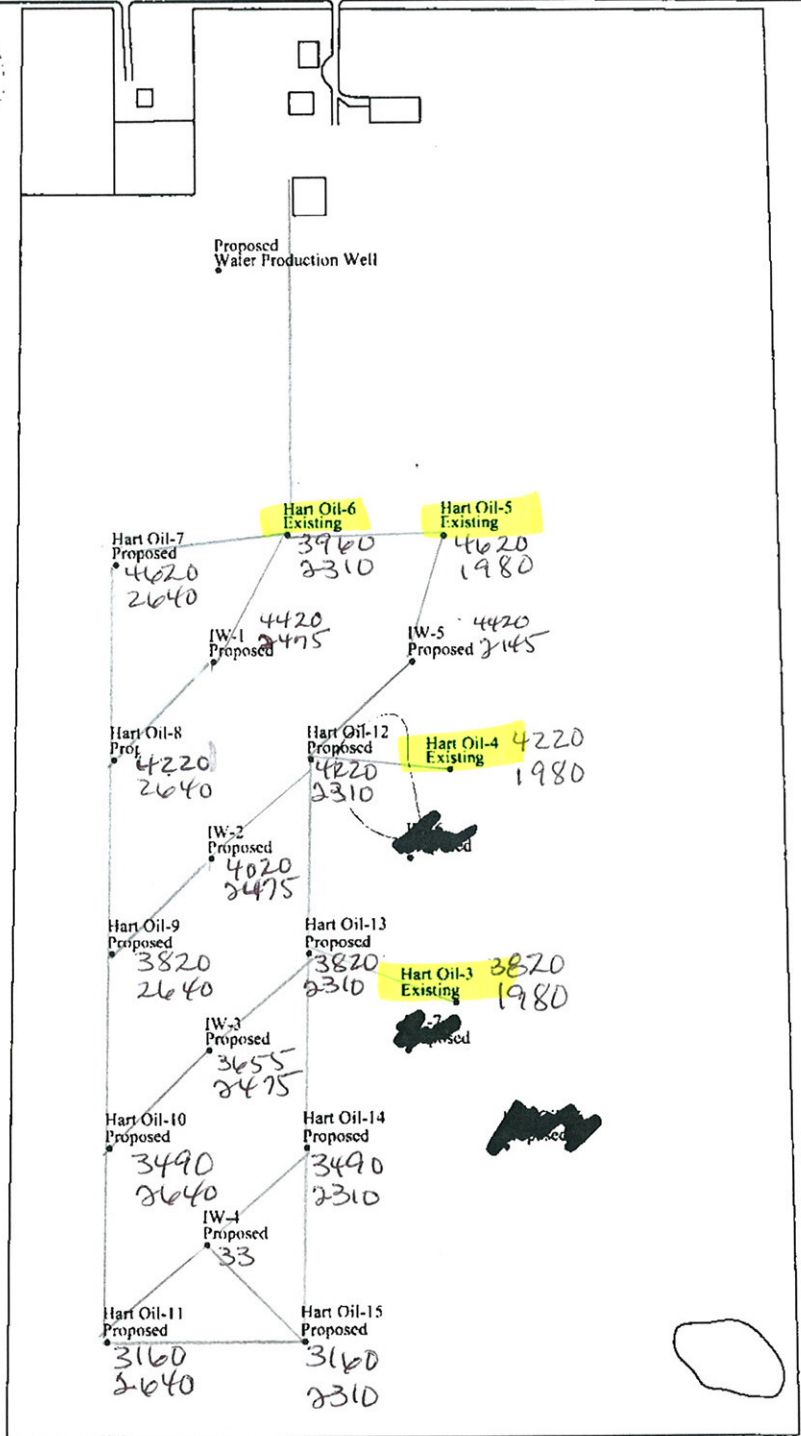 Proposed
Water Production Well
Hart Oil-6
Existing
3960
2310
Hart Oil-5
Existing
4620
1980
Hart Oil-7
Proposed
4620
2640
IW-1
Proposed
4420
2475
IW-5
Proposed
4420
2145
Hart Oil-8
4220
2640
Hart Oil-12
Proposed
4220
2310
Hart Oil-4
Existing
4220
1980
IW-2
Proposed
4020
2475
Hart Oil-9
Proposed
3820
2640
Hart Oil-13
Proposed
3820
2310
Hart Oil-3
Existing
3820
1980
IW-3
Proposed
3655
2475
Hart Oil-10
Proposed
3490
2640
Hart Oil-14
Proposed
3490
2310
IW-4
Proposed
33
Hart Oil-11
Proposed
3160
2640
Hart Oil-15
Proposed
3160
2310